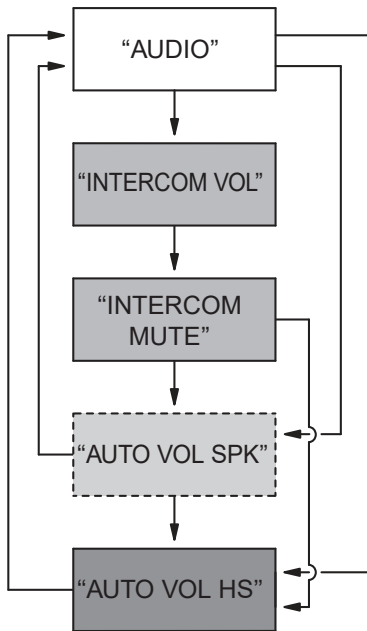 “AUDIO”
“INTERCOM VOL”
“INTERCOM
MUTE”
“AUTO VOL SPK”
“AUTO VOL HS”